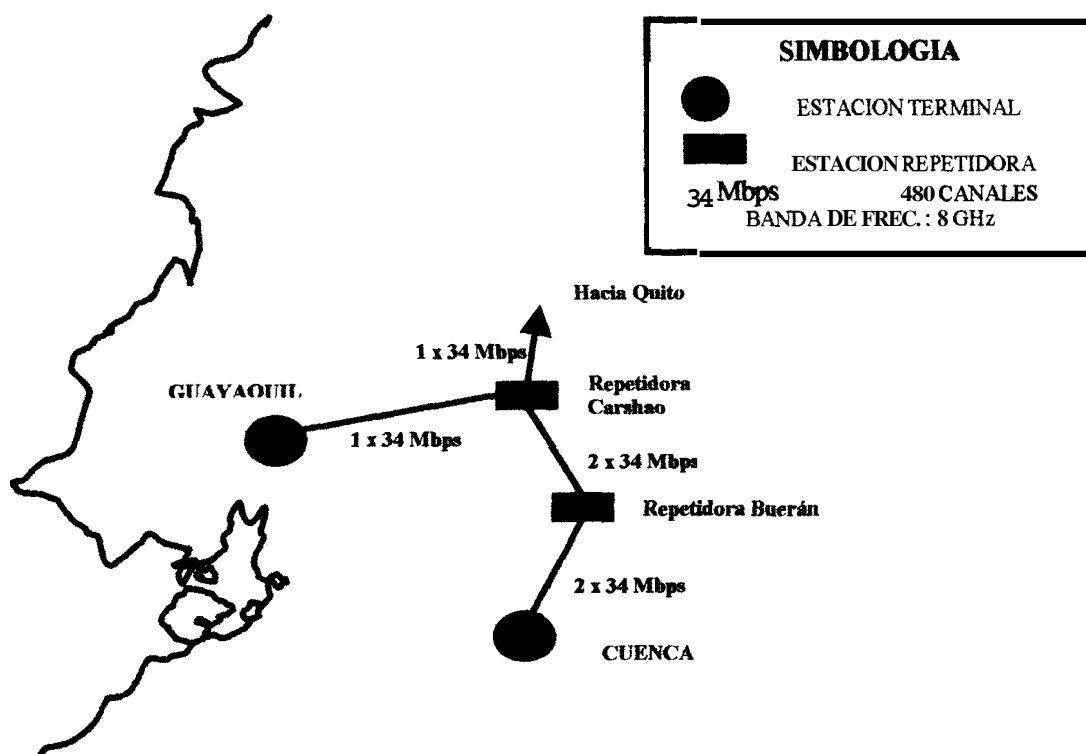 SIMBOLOGIA
ESTACION TERMINAL
ESTACION REPETIDORA
34 Mbps 480 CANALES
BANDA DE FREC. : 8 GHz
Hacia Quito
1 x 34 Mbps
Repetidora
Carshao
GUAYAQUIL
1 x 34 Mbps
2 x 34 Mbps
Repetidora Buerán
2 x 34 Mbps
CUENCA